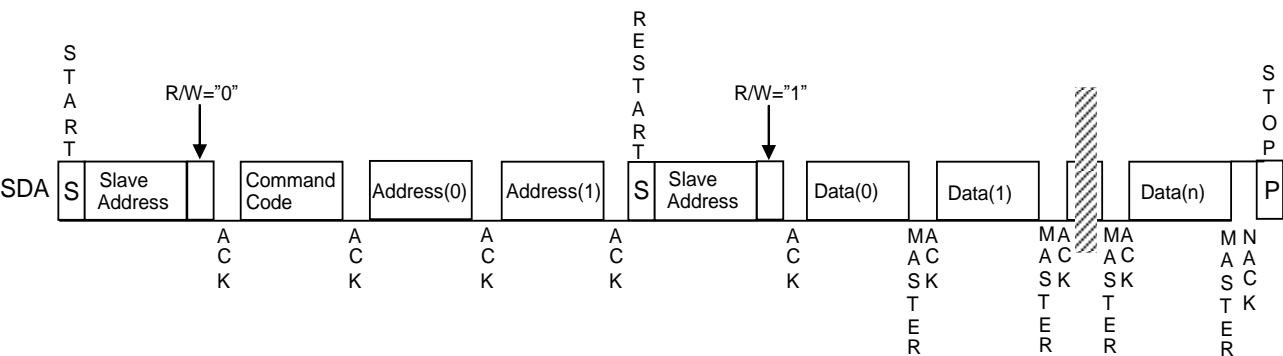 START
RESTART
STOP
R/W=”0”
R/W=”1”
SDA
S
Slave
Address
Command
Code
Address(0)
Address(1)
S
Slave
Address
Data(0)
Data(1)
Data(n)
P
ACK
ACK
ACK
ACK
ACK
MASTER
ACK
MASTER
ACK
MASTER
ACK
MASTER
NACK